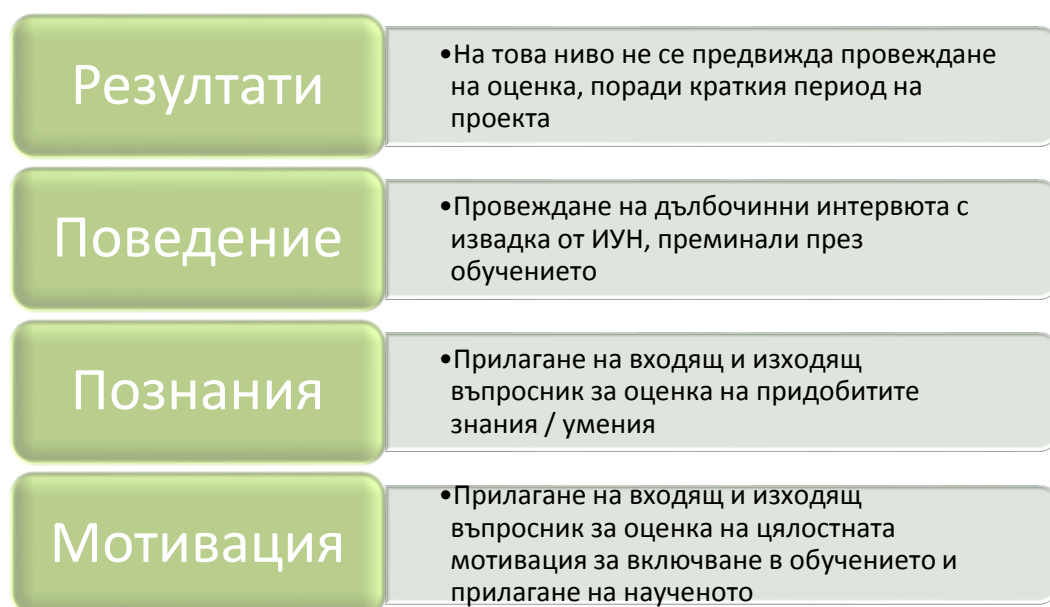 Резултати
•На това ниво не се предвижда провеждане
на оценка, поради краткия период на
проекта
Поведение
•Провеждане на дълбочинни интервюта с
извадка от ИУН, преминали през
обучението
Познания
•Прилагане на входящ и изходящ
въпросник за оценка на придобитите
знания / умения
Мотивация
•Прилагане на входящ и изходящ
въпросник за оценка на цялостната
мотивация за включване в обучението и
прилагане на наученото